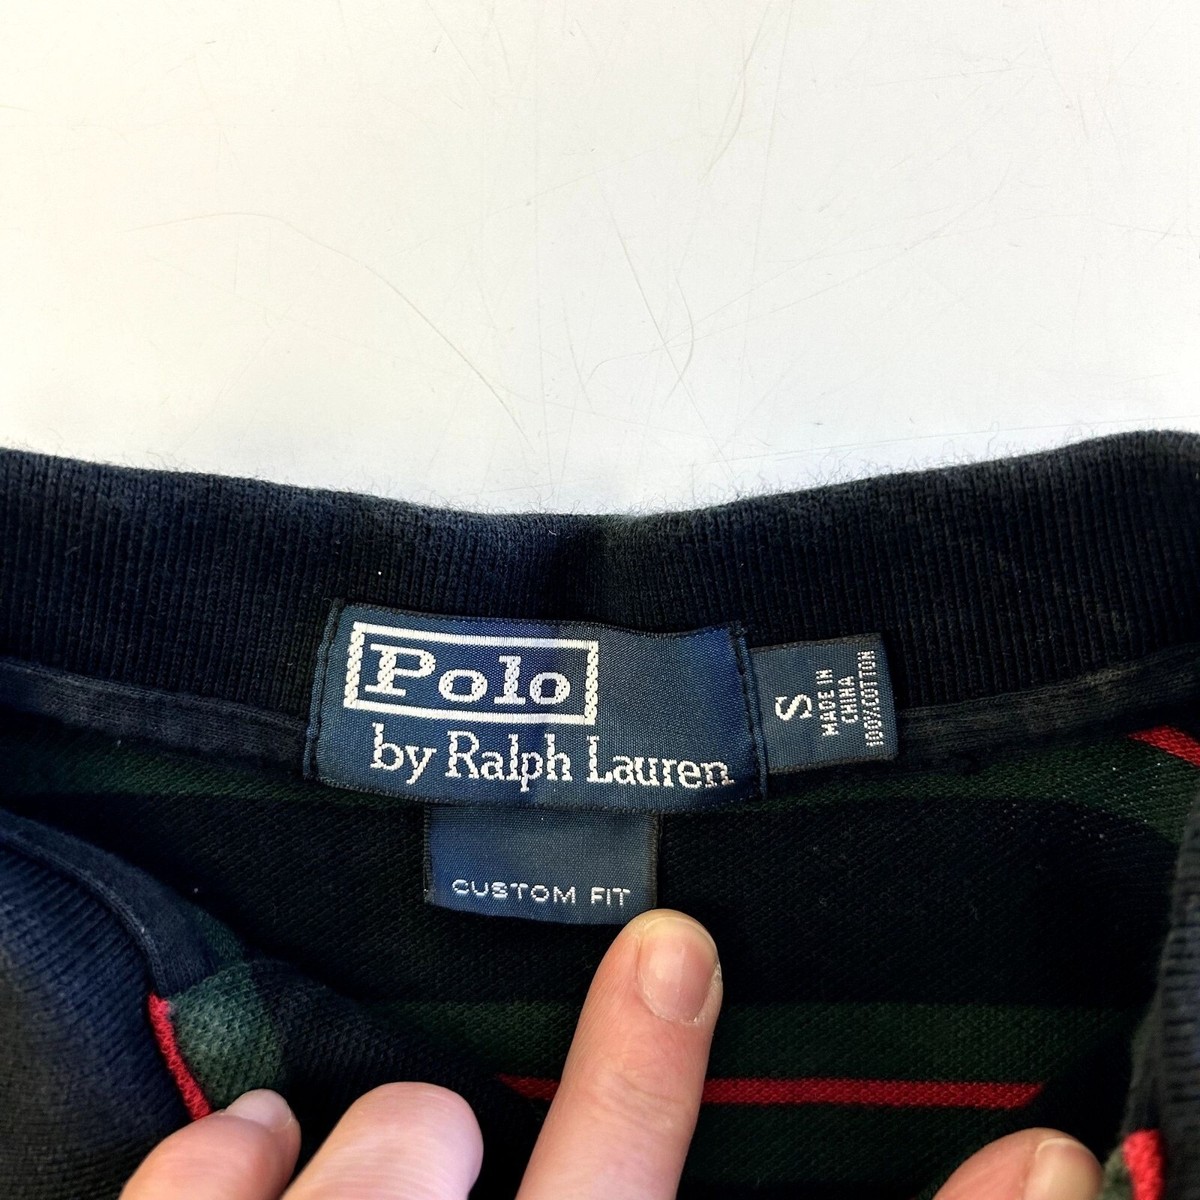 Polo
by Ralph Lauren
S
MADE IN
CHINA
100% COTTON
CUSTOM FIT